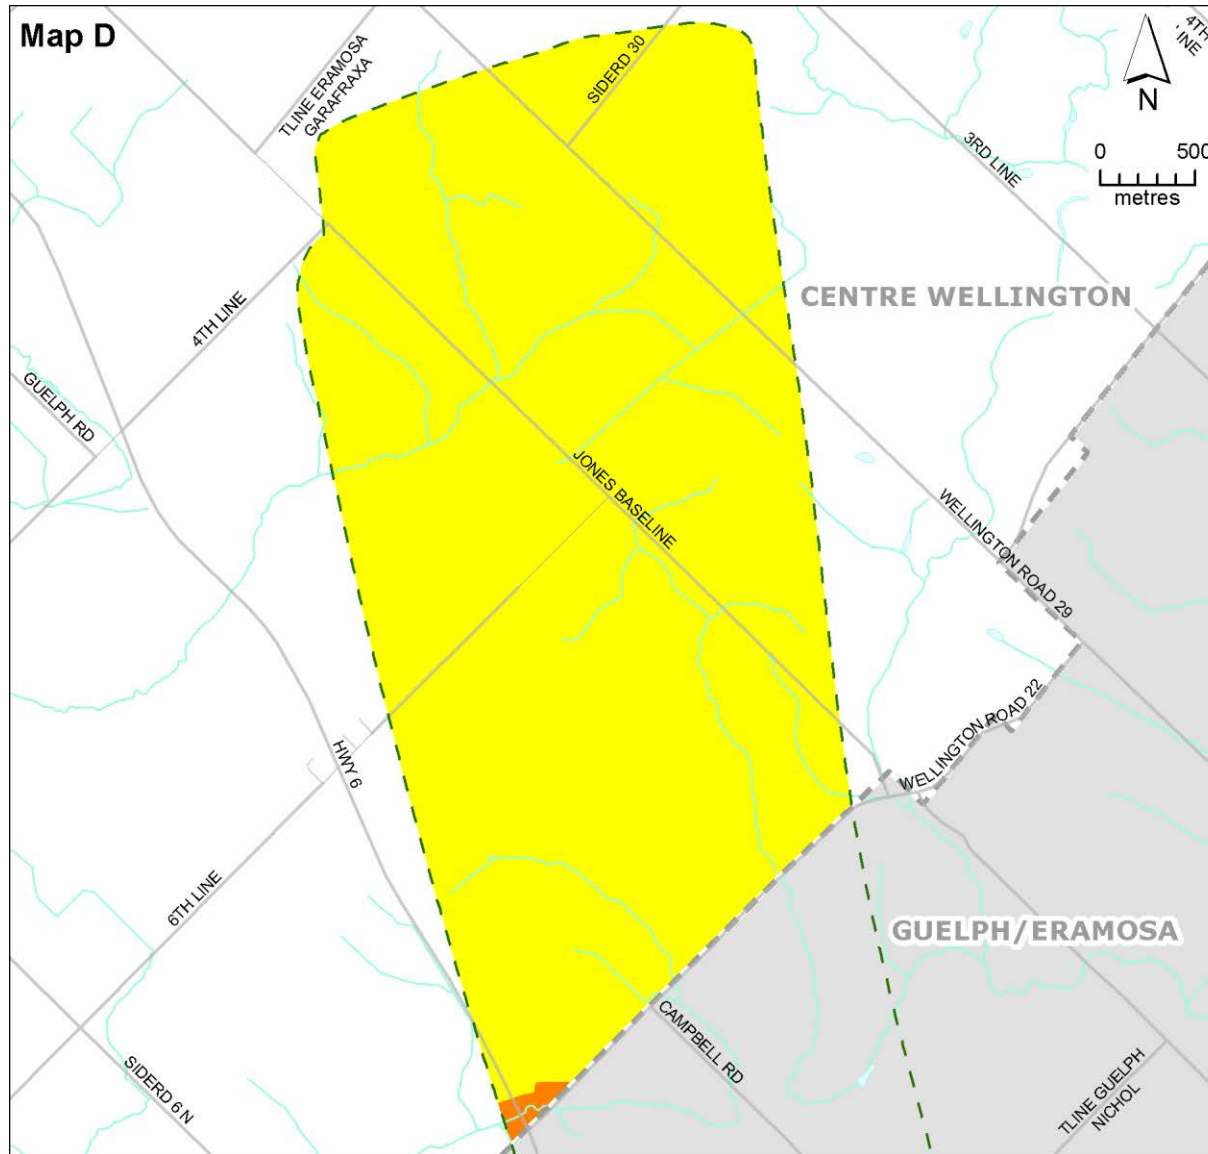 Map D
TLINE ERAMOSA
GARAFRAXA
SIDERD 30
4TH
LINE
N
0 500
metres
3RD LINE
CENTRE WELLINGTON
4TH LINE
GUELPH RD
JONES BASELINE
WELLINGTON ROAD 29
WELLINGTON ROAD 22
HWY 6
6TH LINE
GUELPH/ERAMOSA
CAMPBELL RD
SIDERD 6 N
TLINE GUELPH
NICHOL